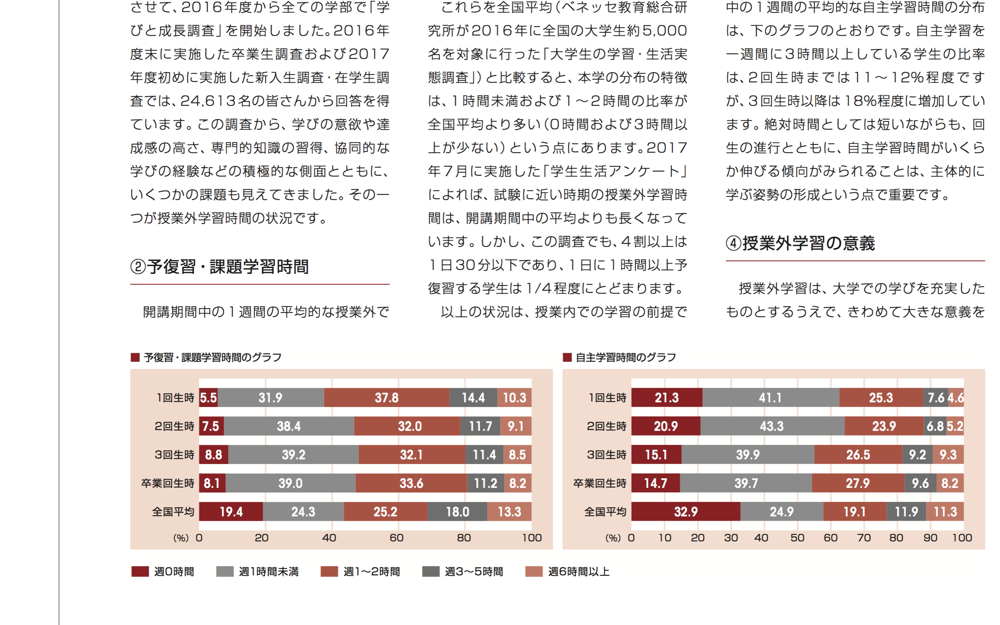 させて、2016年度から全ての学部で「学
びと成長調査」を開始しました。2016年
度末に実施した卒業生調査および2017
年度初めに実施した新入生調査・在学生調
査では、24,613名の皆さんから回答を得
ています。この調査から、学びの意欲や達
成感の高さ、専門的知識の習得、協同的な
学びの経験などの積極的な側面とともに、
いくつかの課題も見えてきました。その一
つが授業外学習時間の状況です。
②予復習・課題学習時間
開講期間中の1週間の平均的な授業外で
これらを全国平均（ベネッセ教育総合研
究所が2016年に全国の大学生約5,000
名を対象に行った「大学生の学習・生活実
態調査」）と比較すると、本学の分布の特徴
は、1時間未満および1～2時間の比率が
全国平均より多い（0時間および3時間以
上が少ない）という点にあります。2017
年7月に実施した「学生生活アンケート」
によれば、試験に近い時期の授業外学習時
間は、開講期間中の平均よりも長くなって
います。しかし、この調査でも、4割以上は
1日30分以下であり、1日に1時間以上予
復習する学生は1/4程度にとどまります。
以上の状況は、授業内での学習の前提で
中の1週間の平均的な自主学習時間の分布
は、下のグラフのとおりです。自主学習を
一週間に3時間以上している学生の比率
は、2回生時までは11～12%程度です
が、3回生時以降は18%程度に増加してい
ます。絶対時間としては短いながらも、回
生の進行とともに、自主学習時間がいくら
か伸びる傾向がみられることは、主体的に
学ぶ姿勢の形成という点で重要です。
④授業外学習の意義
授業外学習は、大学での学びを充実した
ものとするうえで、きわめて大きな意義を
■ 予復習・課題学習時間のグラフ
1回生時 5.5 31.9 37.8 14.4 10.3
2回生時 7.5 38.4 32.0 11.7 9.1
3回生時 8.8 39.2 32.1 11.4 8.5
卒業回生時 8.1 39.0 33.6 11.2 8.2
全国平均 19.4 24.3 25.2 18.0 13.3
(%) 0 20 40 60 80 100
■ 自主学習時間のグラフ
1回生時 21.3 41.1 25.3 7.6 4.6
2回生時 20.9 43.3 23.9 6.8 5.2
3回生時 15.1 39.9 26.5 9.2 9.3
卒業回生時 14.7 39.7 27.9 9.6 8.2
全国平均 32.9 24.9 19.1 11.9 11.3
(%) 0 10 20 30 40 50 60 70 80 90 100
週0時間 週1時間未満 週1～2時間 週3～5時間 週6時間以上